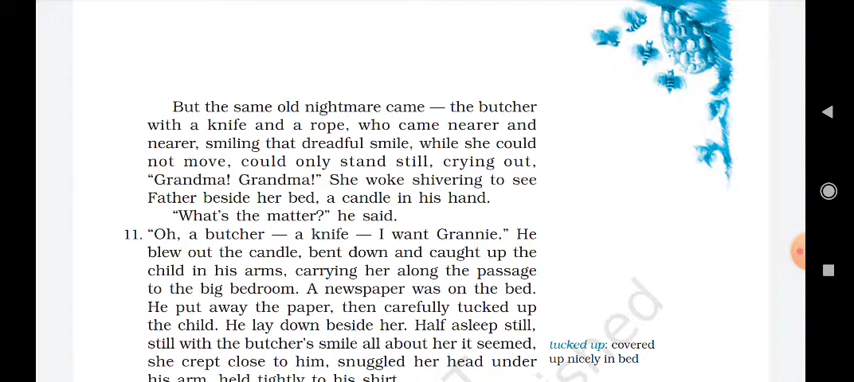 But the same old nightmare came — the butcher
with a knife and a rope, who came nearer and
nearer, smiling that dreadful smile, while she could
not move, could only stand still, crying out,
“Grandma! Grandma!” She woke shivering to see
Father beside her bed, a candle in his hand.
“What’s the matter?” he said.
11. “Oh, a butcher — a knife — I want Grannie.” He
blew out the candle, bent down and caught up the
child in his arms, carrying her along the passage
to the big bedroom. A newspaper was on the bed.
He put away the paper, then carefully tucked up
the child. He lay down beside her. Half asleep still,
still with the butcher’s smile all about her it seemed,
she crept close to him, snuggled her head under
his arm, held tightly to his shirt.
tucked up: covered
up nicely in bed